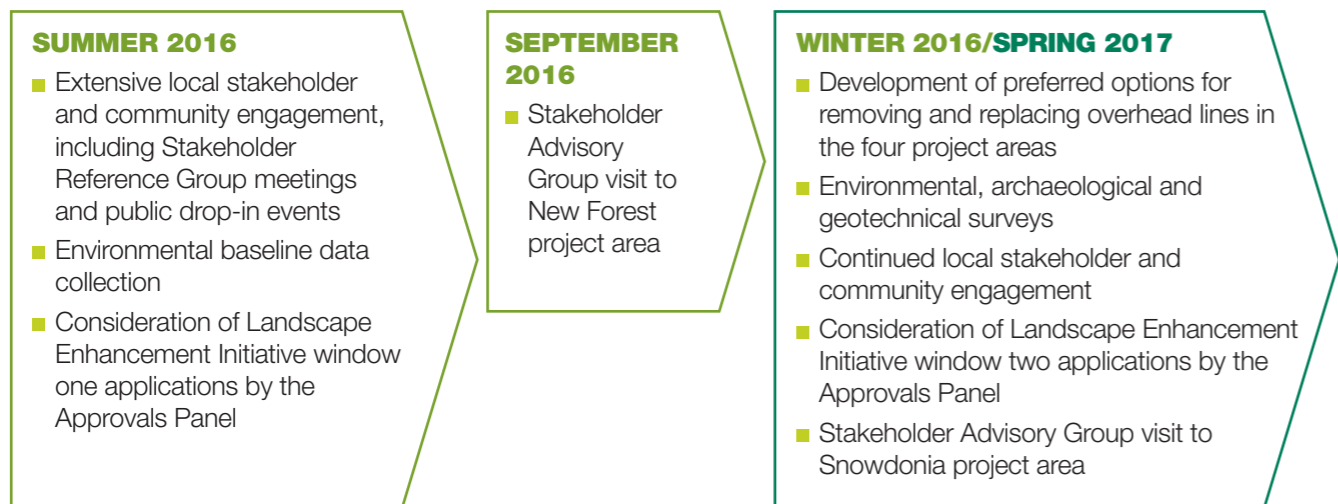 SUMMER 2016
■ Extensive local stakeholder
and community engagement,
including Stakeholder
Reference Group meetings
and public drop-in events
■ Environmental baseline data
collection
■ Consideration of Landscape
Enhancement Initiative window
one applications by the
Approvals Panel
SEPTEMBER
2016
■ Stakeholder
Advisory
Group visit to
New Forest
project area
WINTER 2016/SPRING 2017
■ Development of preferred options for
removing and replacing overhead lines in
the four project areas
■ Environmental, archaeological and
geotechnical surveys
■ Continued local stakeholder and
community engagement
■ Consideration of Landscape Enhancement
Initiative window two applications by the
Approvals Panel
■ Stakeholder Advisory Group visit to
Snowdonia project area